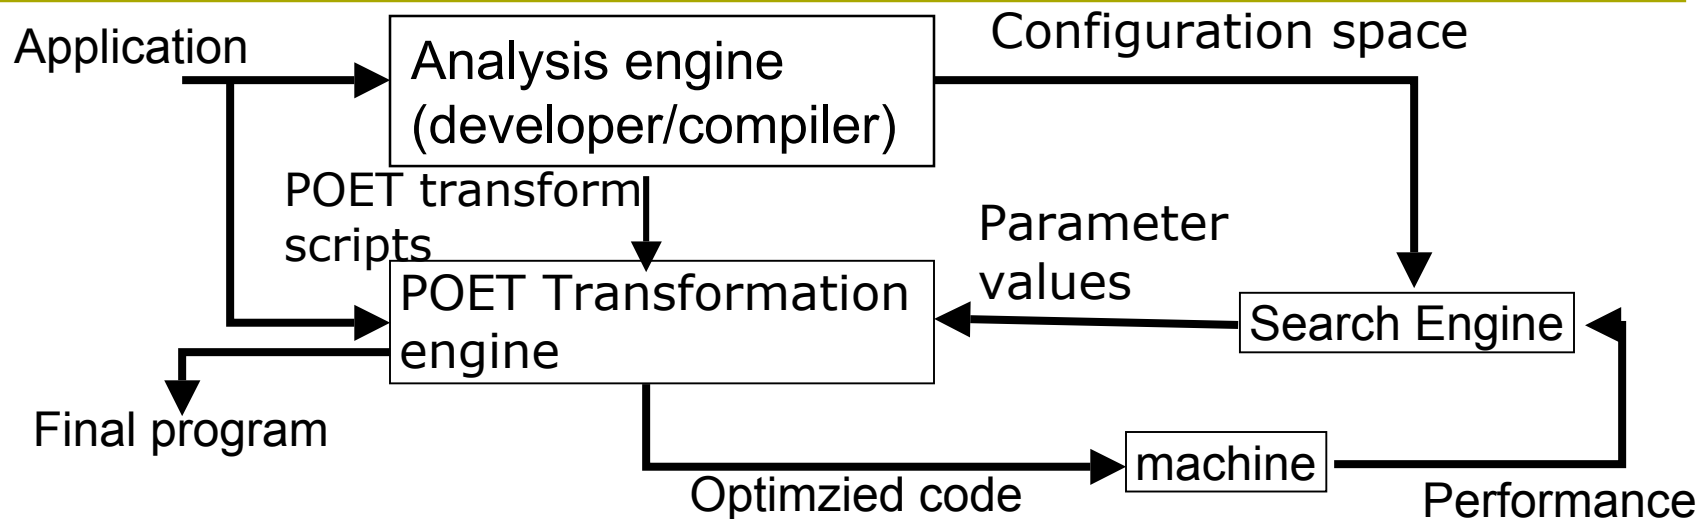 Application
Analysis engine
(developer/compiler)
Configuration space
POET transform
scripts
Parameter
values
POET Transformation
engine
Search Engine
Final program
machine
Optimzied code
Performance